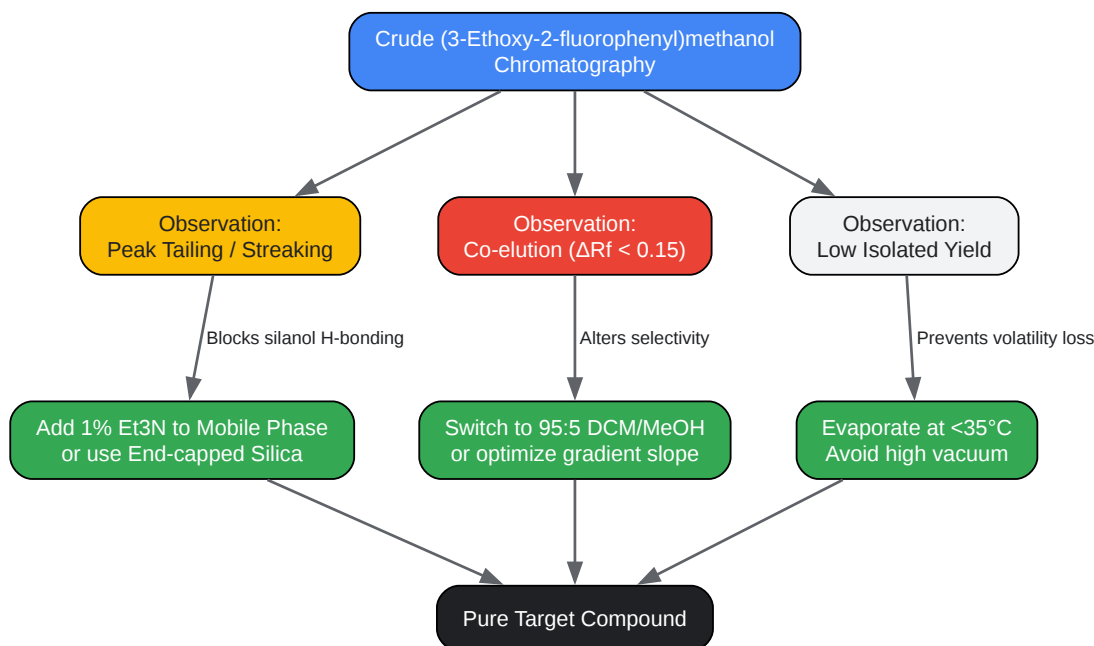 Crude (3-Ethoxy-2-fluorophenyl)methanol
Chromatography
Observation:
Peak Tailing / Streaking
Observation:
Co-elution (ΔRf < 0.15)
Observation:
Low Isolated Yield
Blocks silanol H-bonding
Alters selectivity
Prevents volatility loss
Add 1% Et3N to Mobile Phase
or use End-capped Silica
Switch to 95:5 DCM/MeOH
or optimize gradient slope
Evaporate at <35°C
Avoid high vacuum
Pure Target Compound